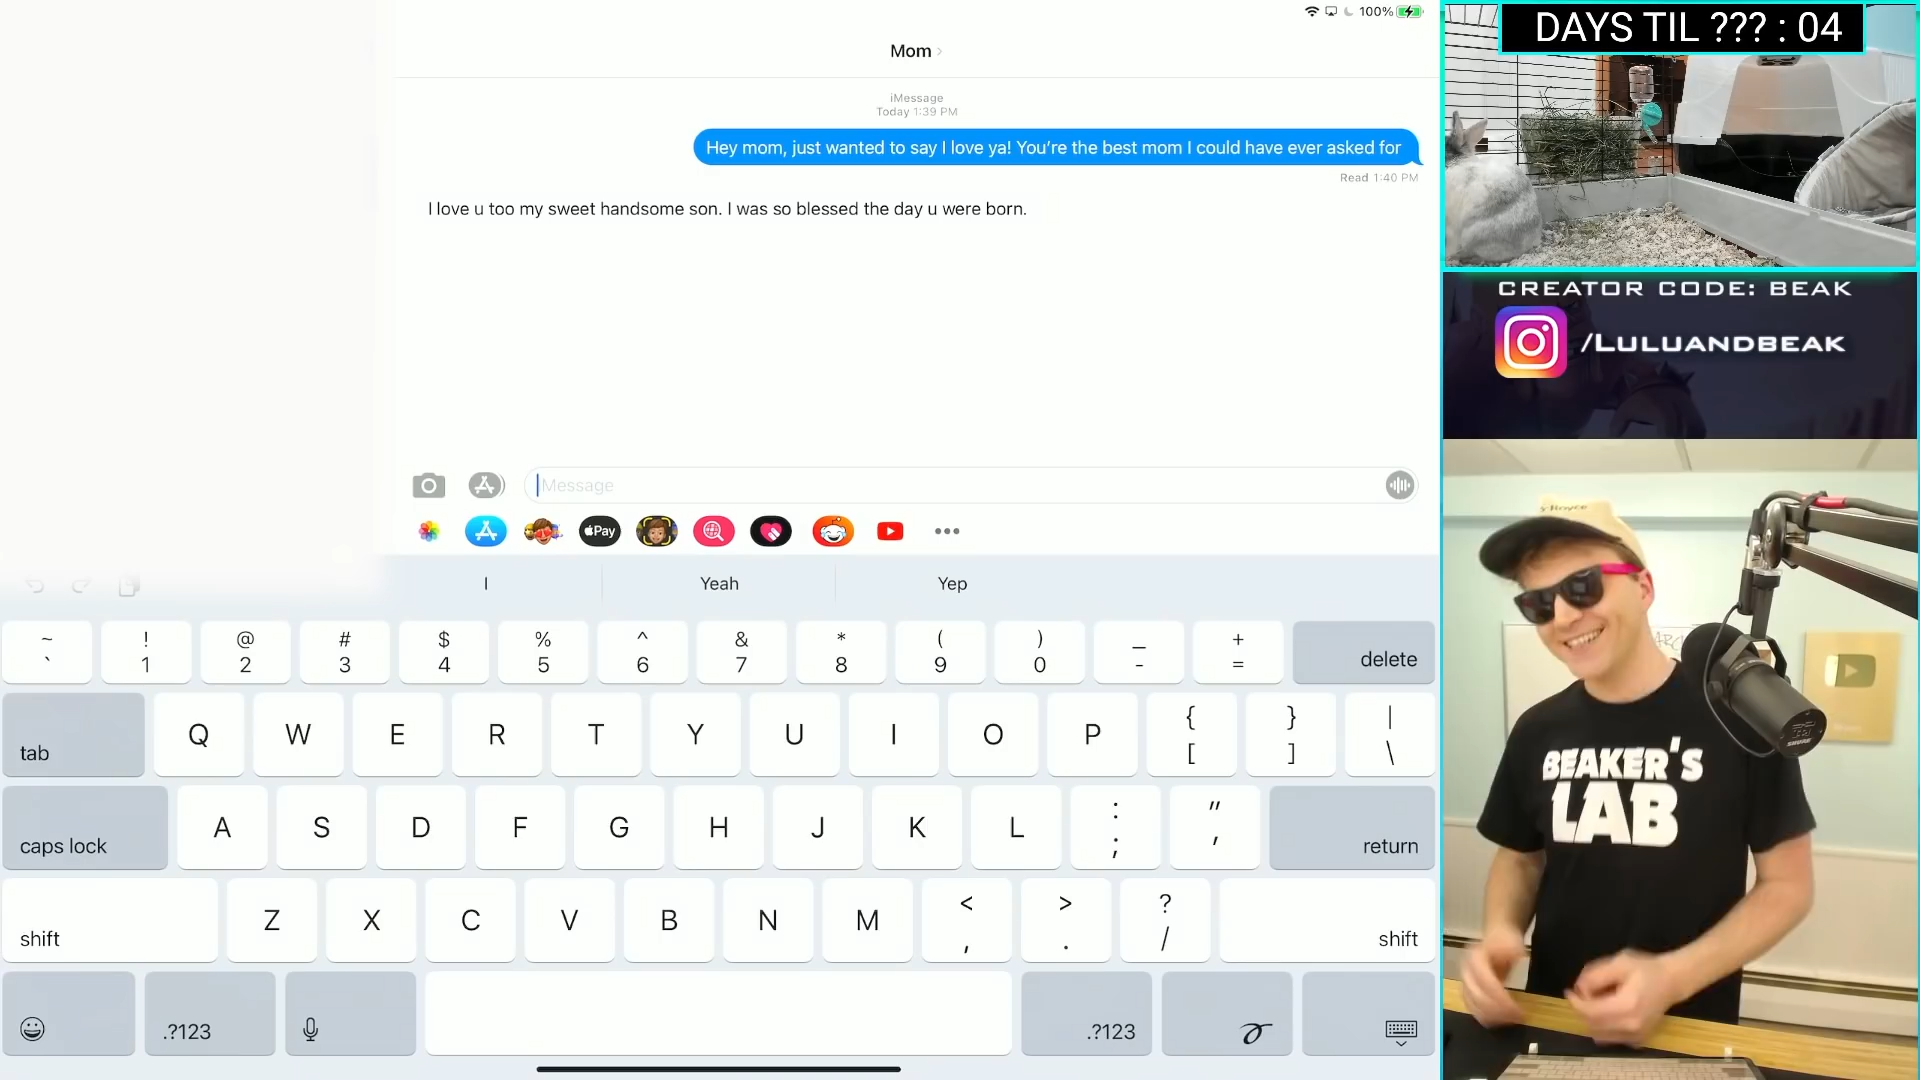 100%
Mom
iMessage
Today 1:39 PM
Hey mom, just wanted to say I love ya! You’re the best mom I could have ever asked for
Read 1:40 PM
I love u too my sweet handsome son. I was so blessed the day u were born.
Message
Pay
I Yeah Yep
~ ! @ # $ % ^ & * ( ) _ +
` 1 2 3 4 5 6 7 8 9 0 - = delete
tab Q W E R T Y U I O P { [ } ] | \
caps lock A S D F G H J K L : ; " ' return
shift Z X C V B N M < , > . ? / shift
.?123 .?123
DAYS TIL ??? : 04
CREATOR CODE: BEAK
/LULUANDBEAK
BEAKER'S
LAB
SHURE